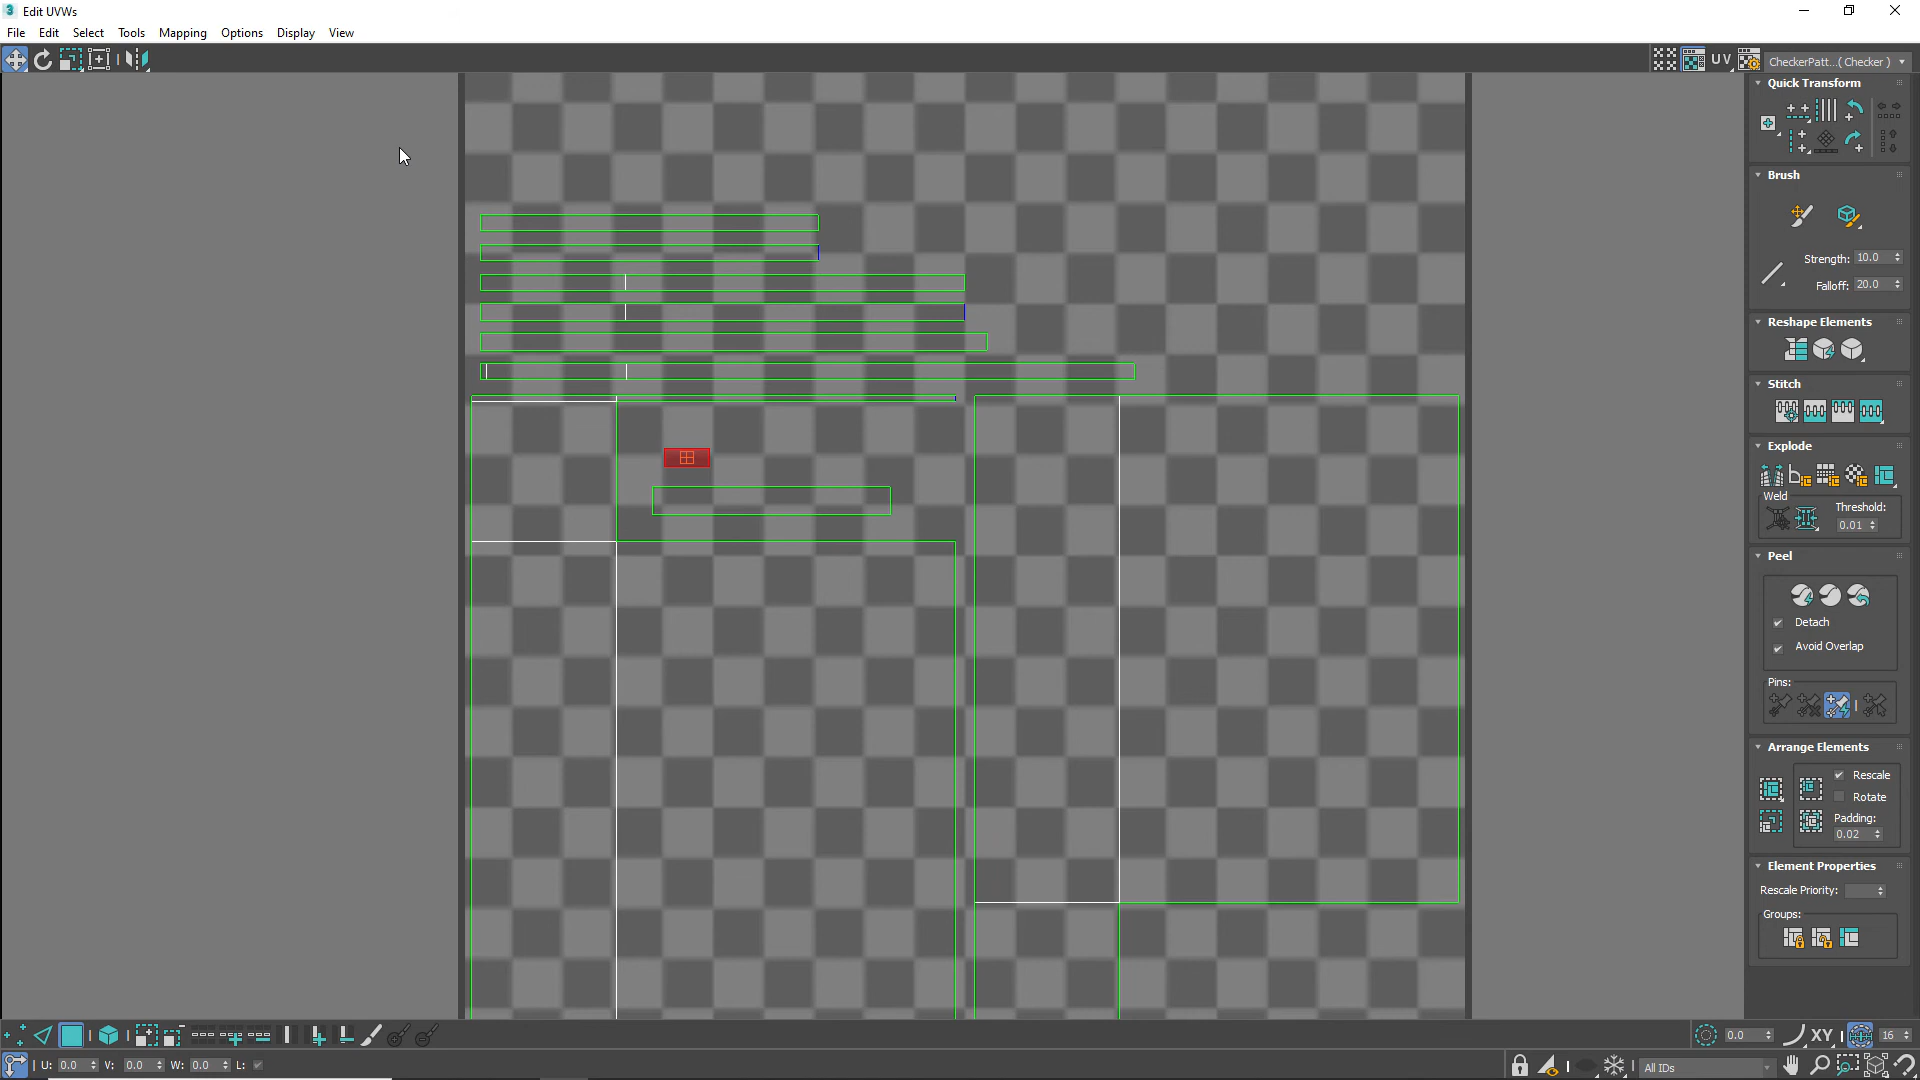 Edit UVWs
File Edit Select Tools Mapping Options Display View
UV CheckerPatt...( Checker )
Quick Transform
Brush
Strength: 10.0
Falloff: 20.0
Reshape Elements
Stitch
Explode
Weld
Threshold:
0.01
Peel
Detach
Avoid Overlap
Pins:
Arrange Elements
Rescale
Rotate
Padding:
0.02
Element Properties
Rescale Priority:
Groups:
0.0 XY 16
U: 0.0 V: 0.0 W: 0.0 L: All IDs